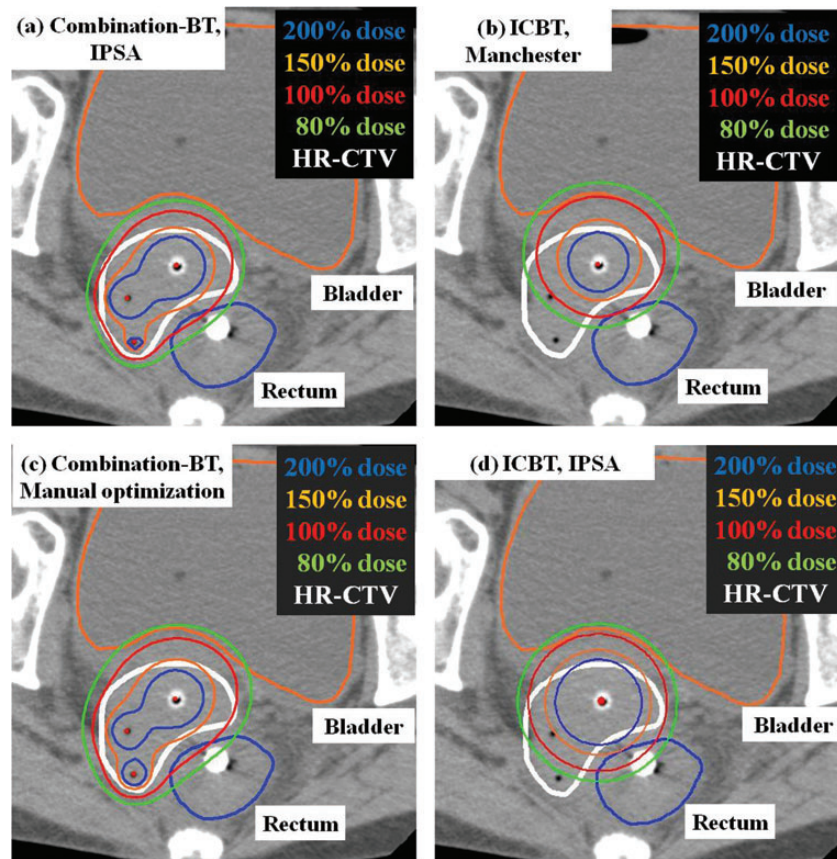 (a) Combination-BT,
IPSA
200% dose
150% dose
100% dose
80% dose
HR-CTV
Bladder
Rectum
(b) ICBT,
Manchester
200% dose
150% dose
100% dose
80% dose
HR-CTV
Bladder
Rectum
(c) Combination-BT,
Manual optimization
200% dose
150% dose
100% dose
80% dose
HR-CTV
Bladder
Rectum
(d) ICBT, IPSA
200% dose
150% dose
100% dose
80% dose
HR-CTV
Bladder
Rectum